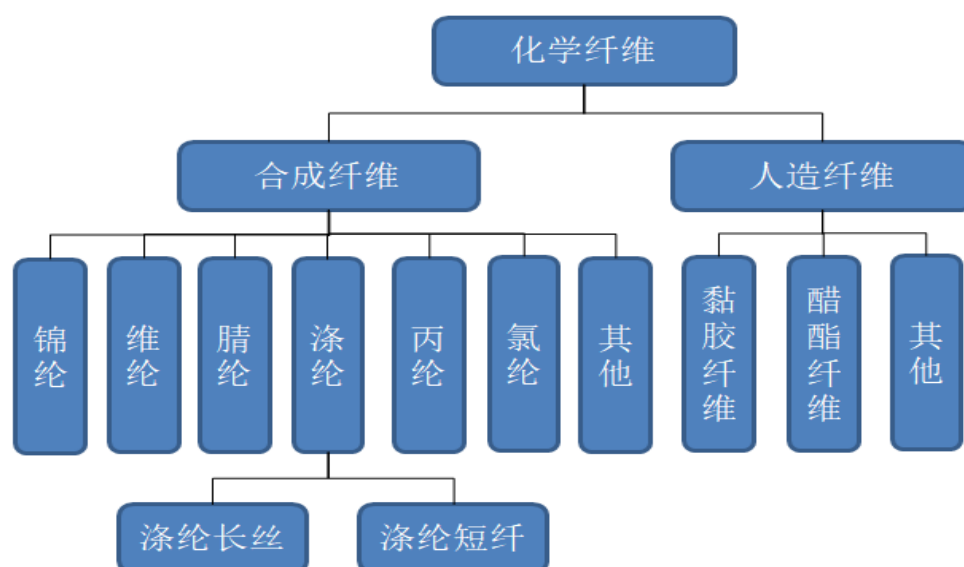 化学纤维
合成纤维
人造纤维
锦纶
维纶
腈纶
涤纶
丙纶
氯纶
其他
黏胶纤维
醋酯纤维
其他
涤纶长丝
涤纶短纤